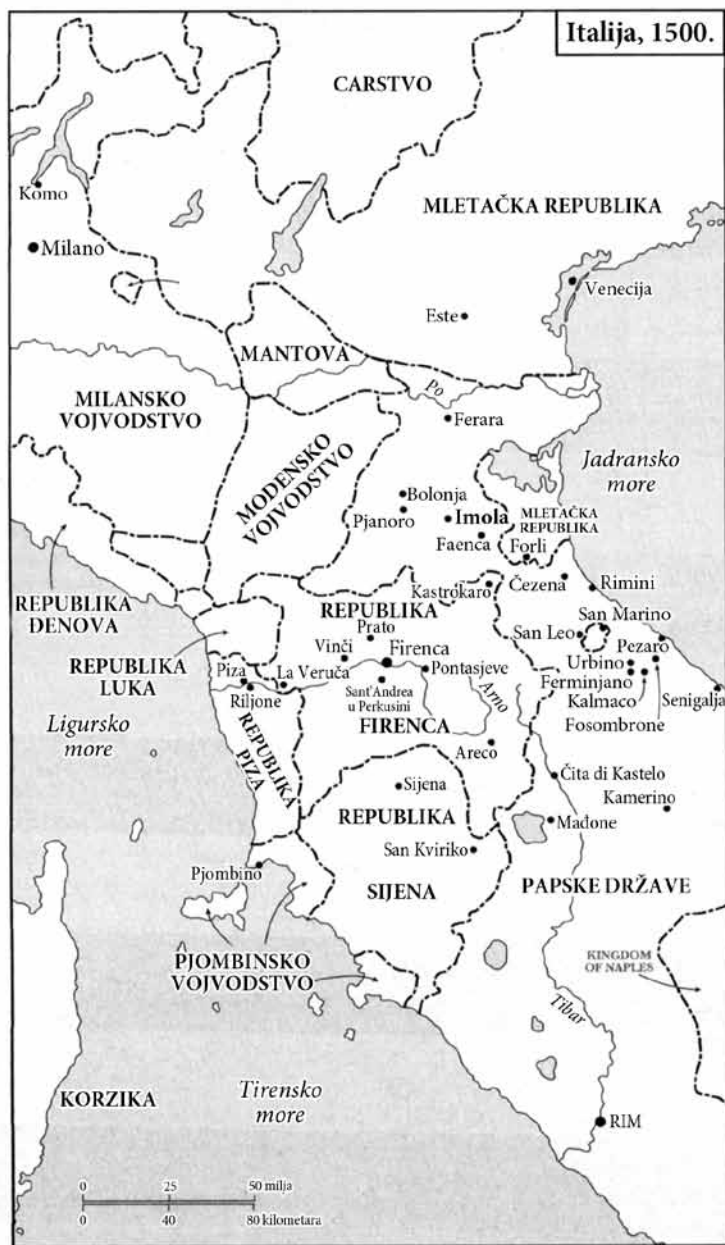 Italija, 1500.
CARSTVO
Komo
MLETAČKA REPUBLIKA
Milano
Venecija
Este
MANTOVA
MILANSKO
VOJVODSTVO
Po
Ferara
MODENSKO
VOJVODSTVO
Jadransko
more
Bolonja
Pjanoro
Imola
MLETAČKA
REPUBLIKA
Faenca
Forli
Kastrokaro
Čezena
Rimini
REPUBLIKA
ĐENOVA
REPUBLIKA
Prato
San Marino
San Leo
Vinči
Firenca
REPUBLIKA
LUKA
Pontasjeve
Urbino
Pezaro
Piza
La Veruča
Sant'Andrea
u Perkusini
Ferminjano
Riljone
Arno
Kalmaco
Senigalja
Fosombrone
Ligursko
more
REPUBLIKA
PIZA
FIRENCA
Areco
Sijena
Čita di Kastelo
REPUBLIKA
Kamerino
Mađone
San Kviriko
Pjombino
SIJENA
PAPSKE DRŽAVE
PJOMBINSKO
VOJVODSTVO
KINGDOM
OF NAPLES
Tibar
KORZIKA
Tirensko
more
RIM
0 25 50 milja
0 40 80 kilometara